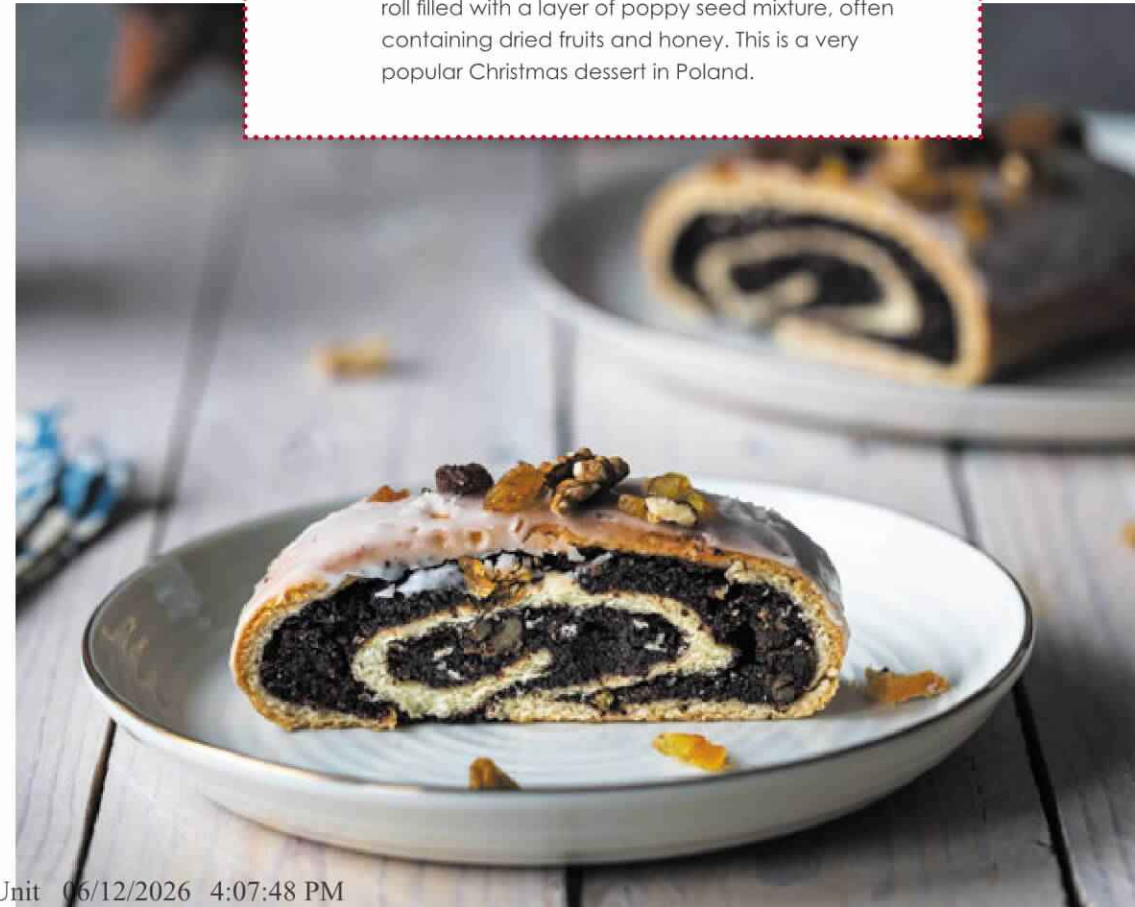 roll filled with a layer of poppy seed mixture, often
containing dried fruits and honey. This is a very
popular Christmas dessert in Poland.
Unit 06/12/2026 4:07:48 PM